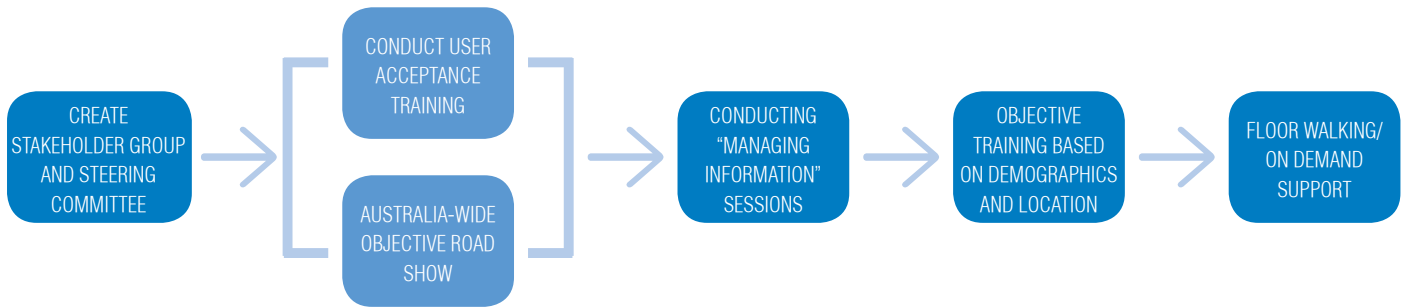 CREATE
STAKEHOLDER GROUP
AND STEERING
COMMITTEE
CONDUCT USER
ACCEPTANCE
TRAINING
AUSTRALIA-WIDE
OBJECTIVE ROAD
SHOW
CONDUCTING
“MANAGING
INFORMATION”
SESSIONS
OBJECTIVE
TRAINING BASED
ON DEMOGRAPHICS
AND LOCATION
FLOOR WALKING/
ON DEMAND
SUPPORT